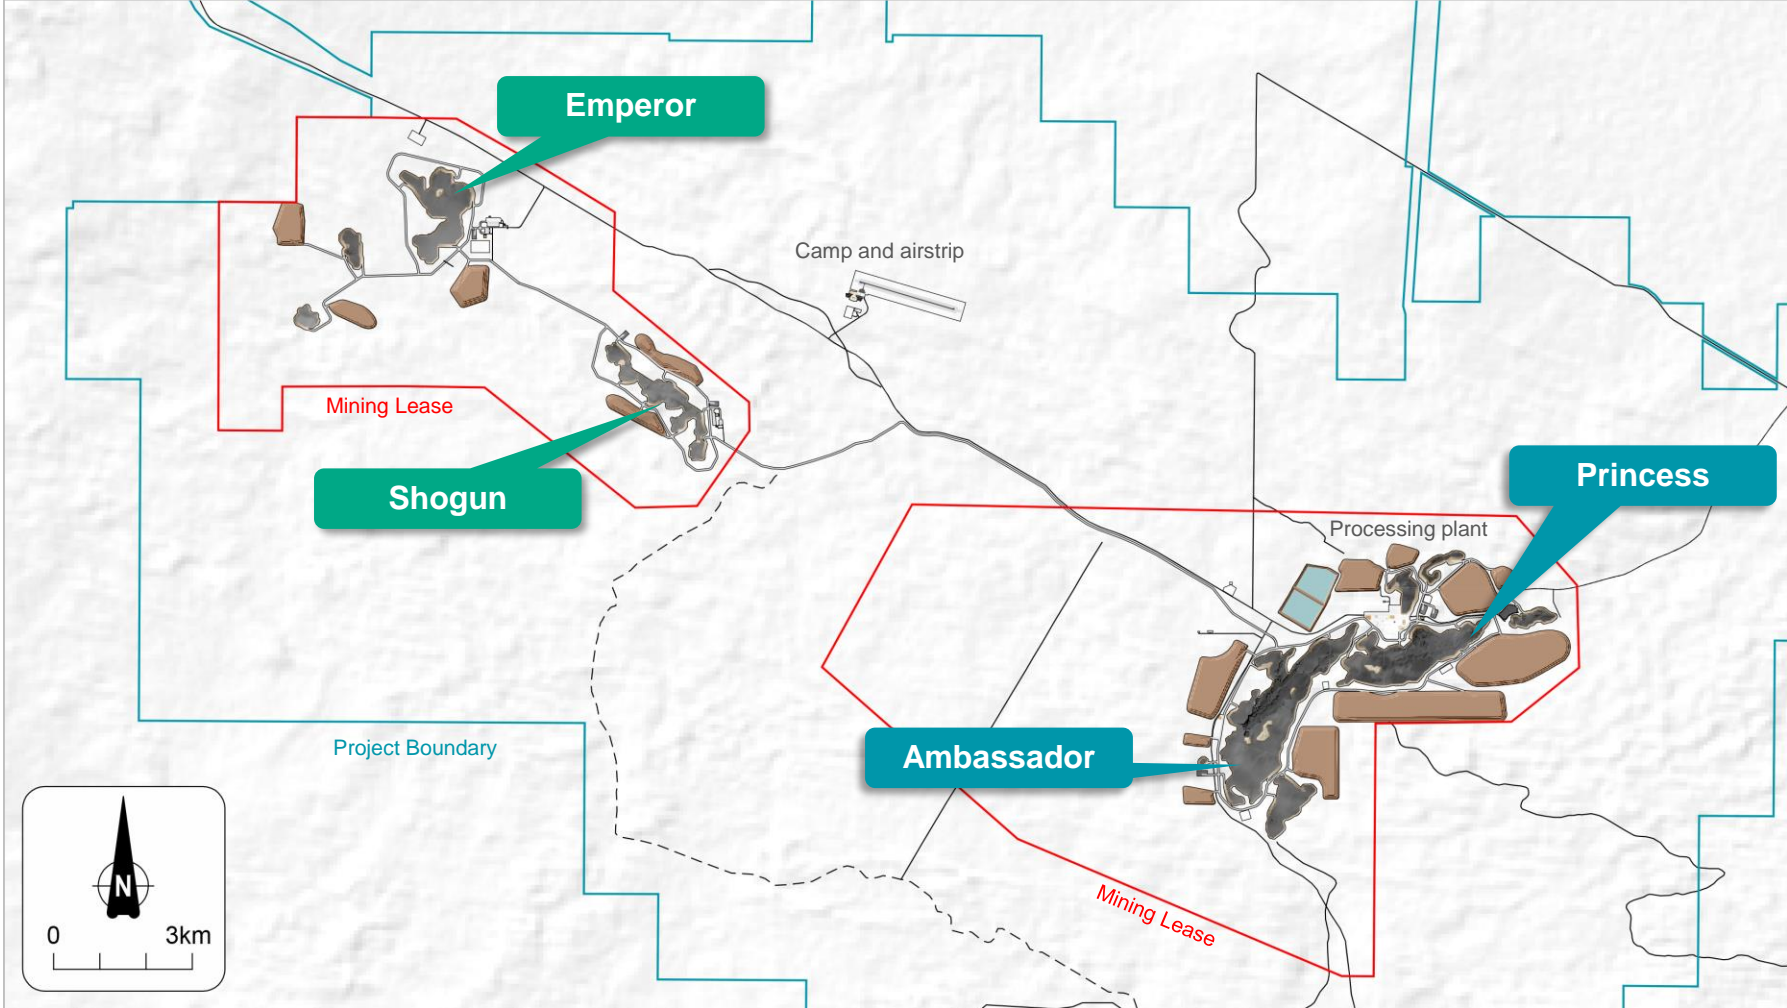 Emperor
Camp and airstrip
Mining Lease
Shogun
Princess
Processing plant
Project Boundary
Ambassador
Mining Lease
N
0 3km